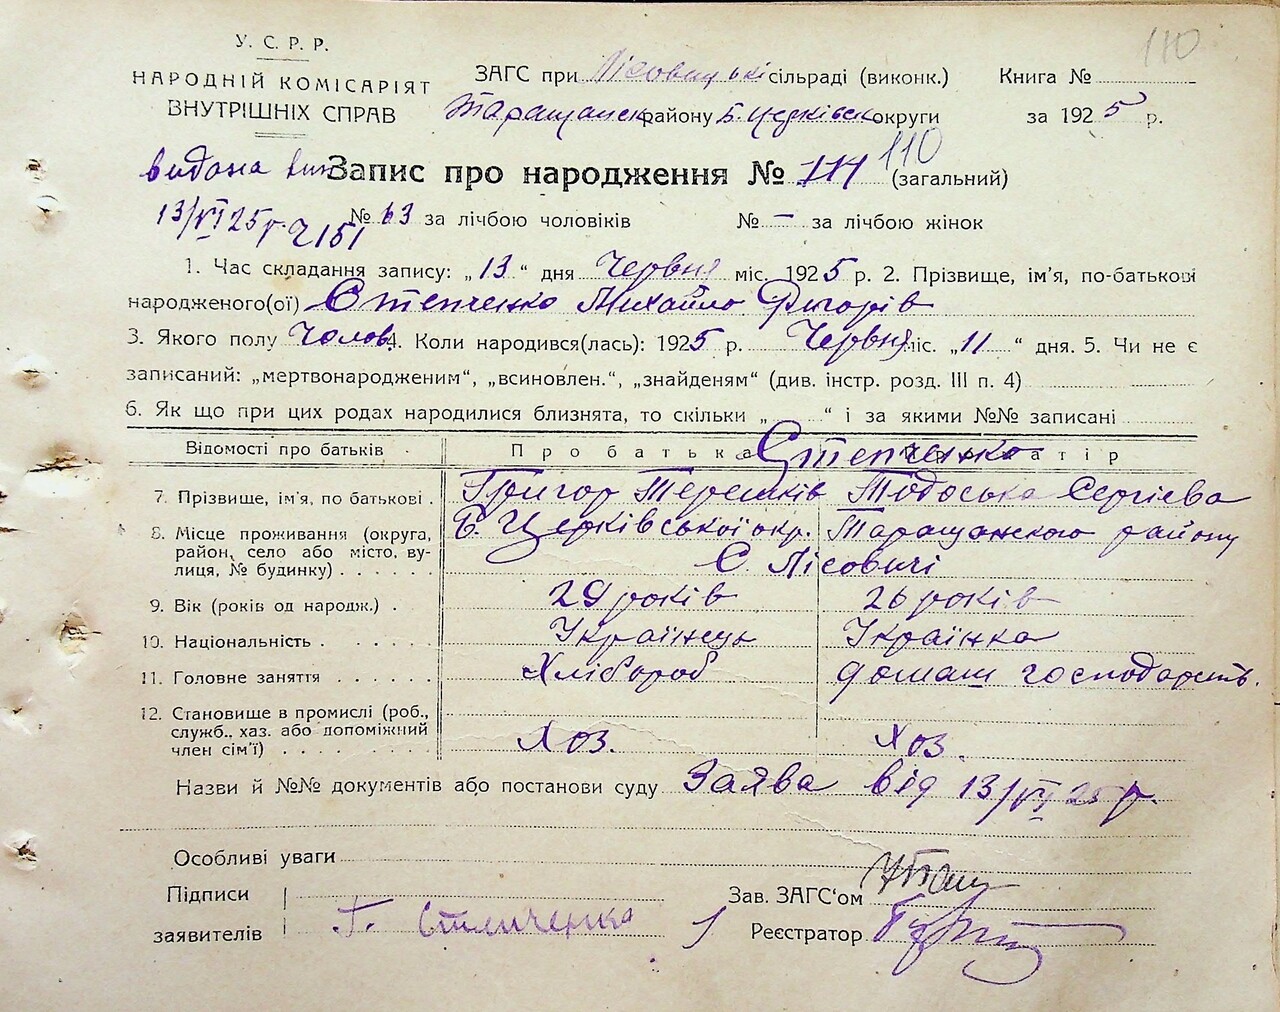 110
У. С. Р. Р.
НАРОДНІЙ КОМІСАРІЯТ
ВНУТРІШНІХ СПРАВ
ЗАГС при Лісовицькі сільраді (виконк.) Книга №
Таращанск району Б. Церківськ округи за 1925 р.
видана
Запис про народження № 111 110 (загальний)
13/VI 25 р. 2151 № 63 за лічбою чоловіків № — за лічбою жінок
1. Час складання запису: „13“ дня Червня міс. 1925 р. 2. Прізвище, ім'я, по-батькові
народженого(ої) Степченко Михайло Григорів
3. Якого полу Чолов. 4. Коли народився(лась): 1925 р. Червня міс. „11“ дня. 5. Чи не є
записаний: „мертвонародженим“, „всиновлен.“, „знайденям“ (див. інстр. розд. III п. 4)
6. Як що при цих родах народилися близнята, то скільки „ “ і за якими №№ записані
Відомості про батьків Про батька Степченко матір
7. Прізвище, ім'я, по батькові . Григор Терешків Тодоська Сергієва
8. Місце проживання (округа, Б. Церківської окр. Таращанского району
район, село або місто, ву-
лиця, № будинку) . . . . . С. Лісовичі
9. Вік (років од народж.) . 29 років 26 років
10. Національність . . . . . Українець Українка
11. Головне заняття . . . . . . Хлібороб домаш господарств.
12. Становище в промислі (роб.,
служб., хаз. або допоміжний
член сім'ї) . . . . . . . Хоз. Хоз.
Назви й №№ документів або постанови суду Заява від 13/VI 25 р.
Особливі уваги
Підписи
Зав. ЗАГС'ом
заявителів Г. Степченко Реєстратор